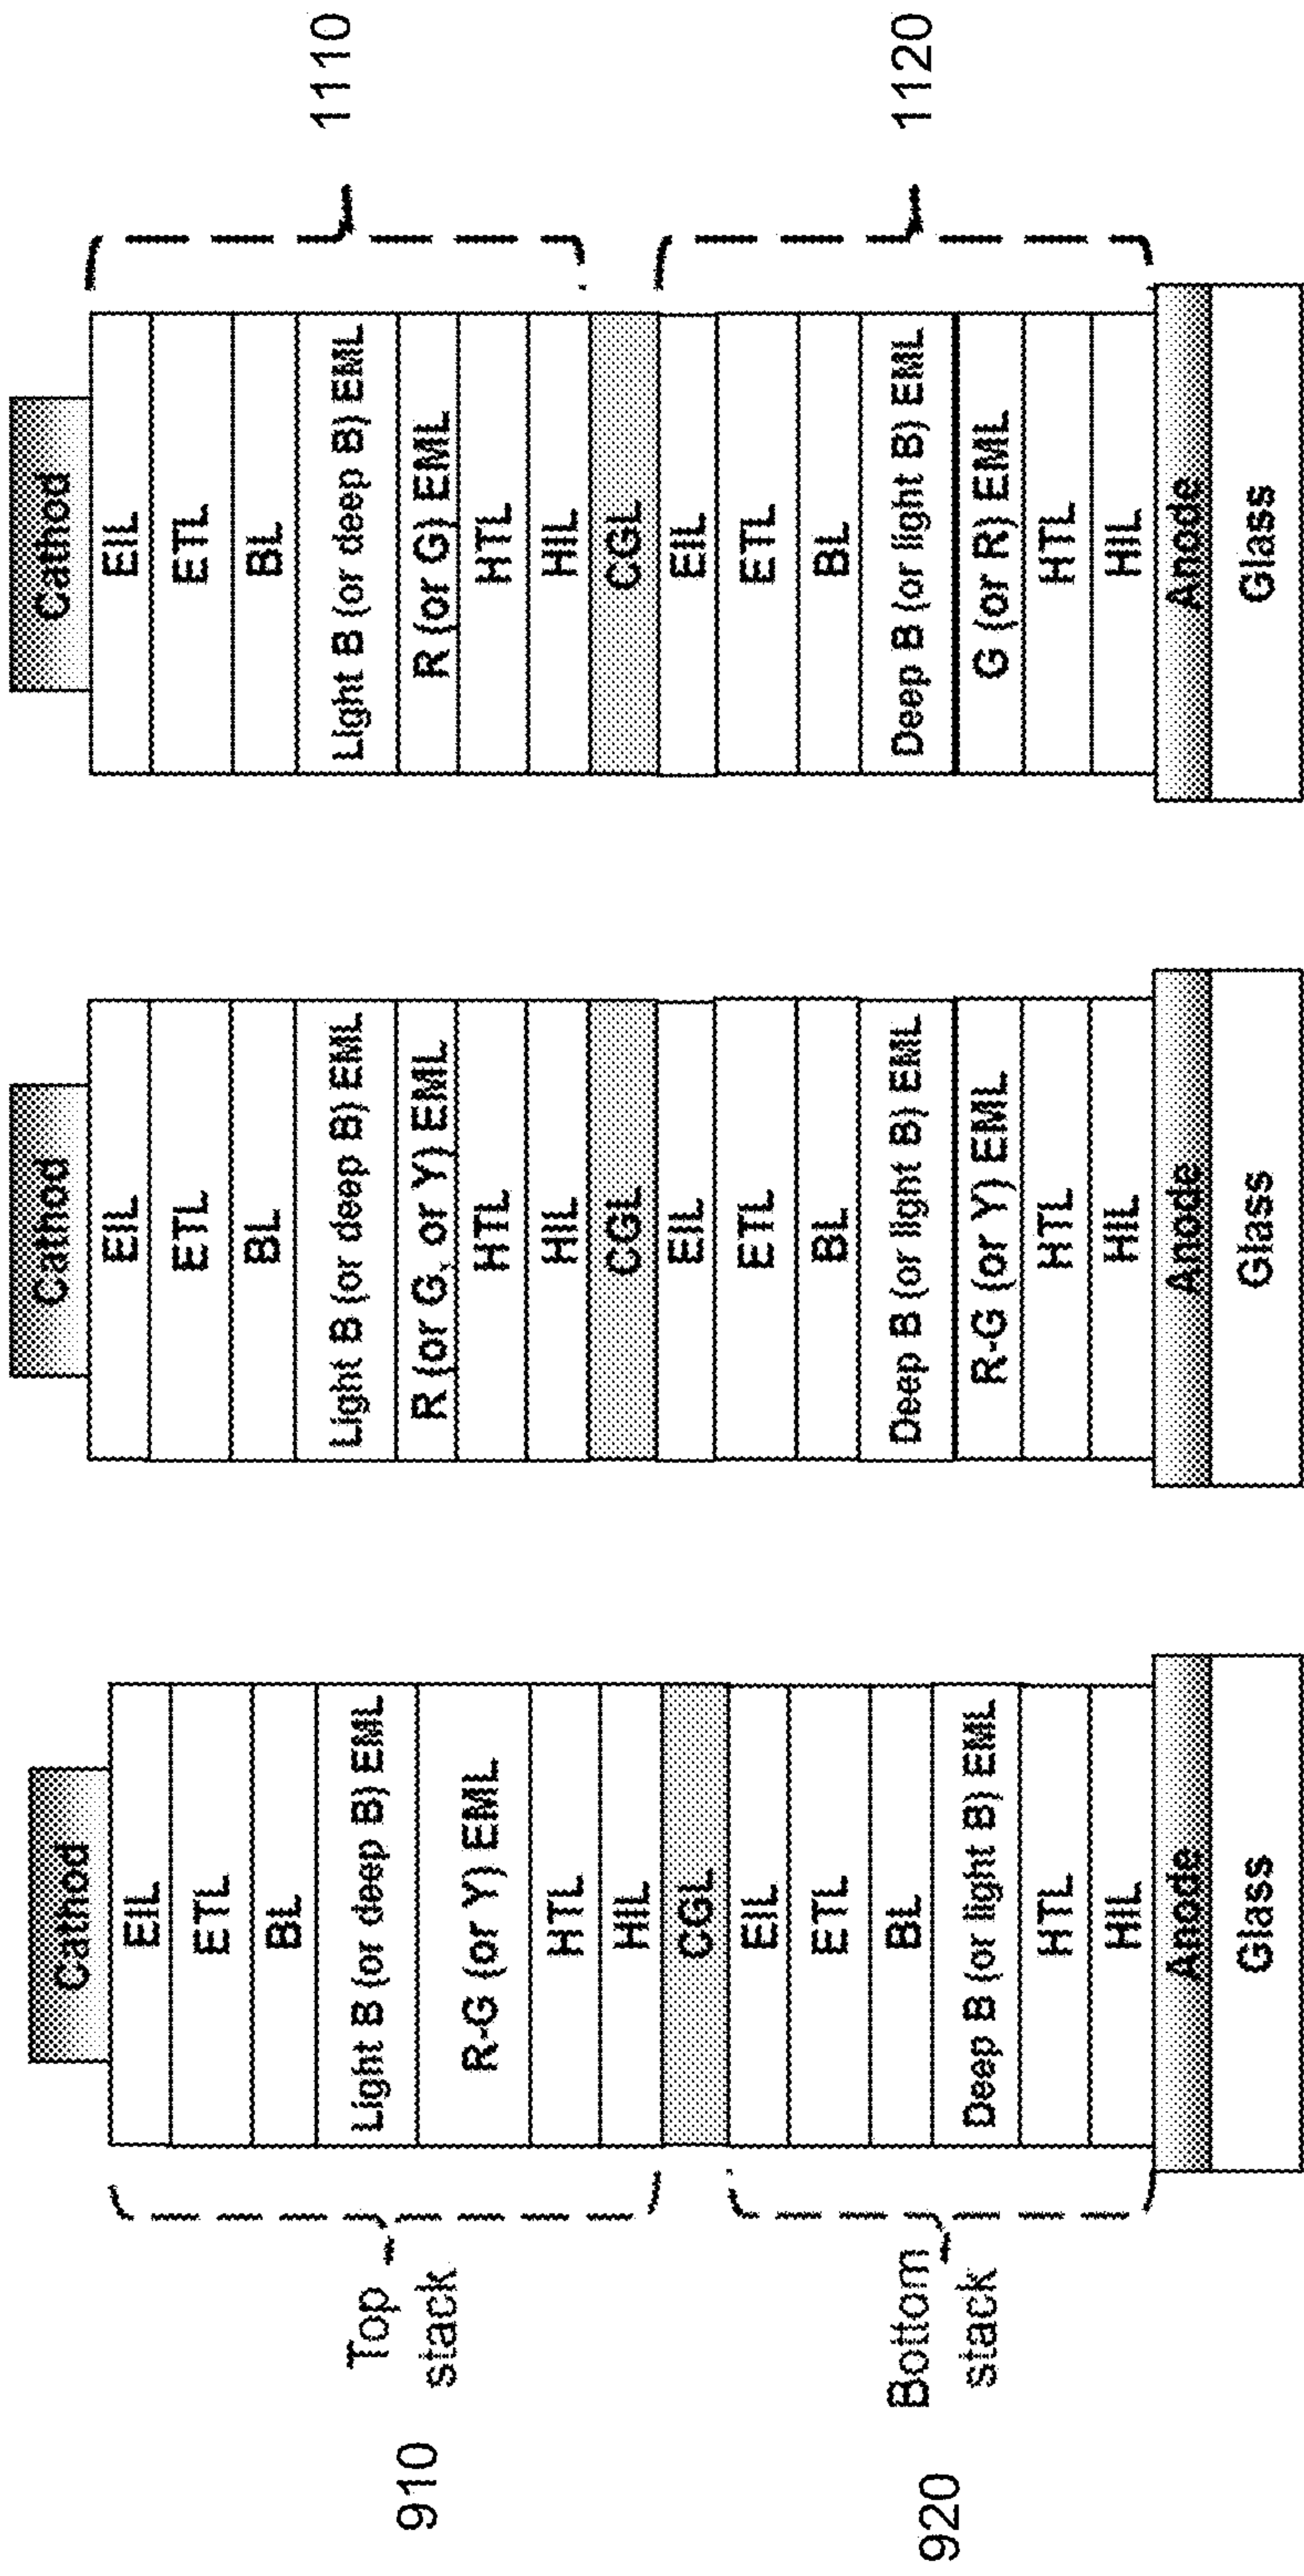 910
Top
stack
920
Bottom
stack
Cathod
EIL
ETL
BL
Light B (or deep B) EML
R-G (or Y) EML
HTL
HIL
CGL
EIL
ETL
BL
Deep B (or light B) EML
HTL
HIL
Anode
Glass
Cathod
EIL
ETL
BL
Light B (or deep B) EML
R (or G, or Y) EML
HTL
HIL
CGL
EIL
ETL
BL
Deep B (or light B) EML
R-G (or Y) EML
HTL
HIL
Anode
Glass
Cathod
EIL
ETL
BL
Light B (or deep B) EML
R (or G) EML
HTL
HIL
CGL
EIL
ETL
BL
Deep B (or light B) EML
G (or R) EML
HTL
HIL
Anode
Glass
1110
1120